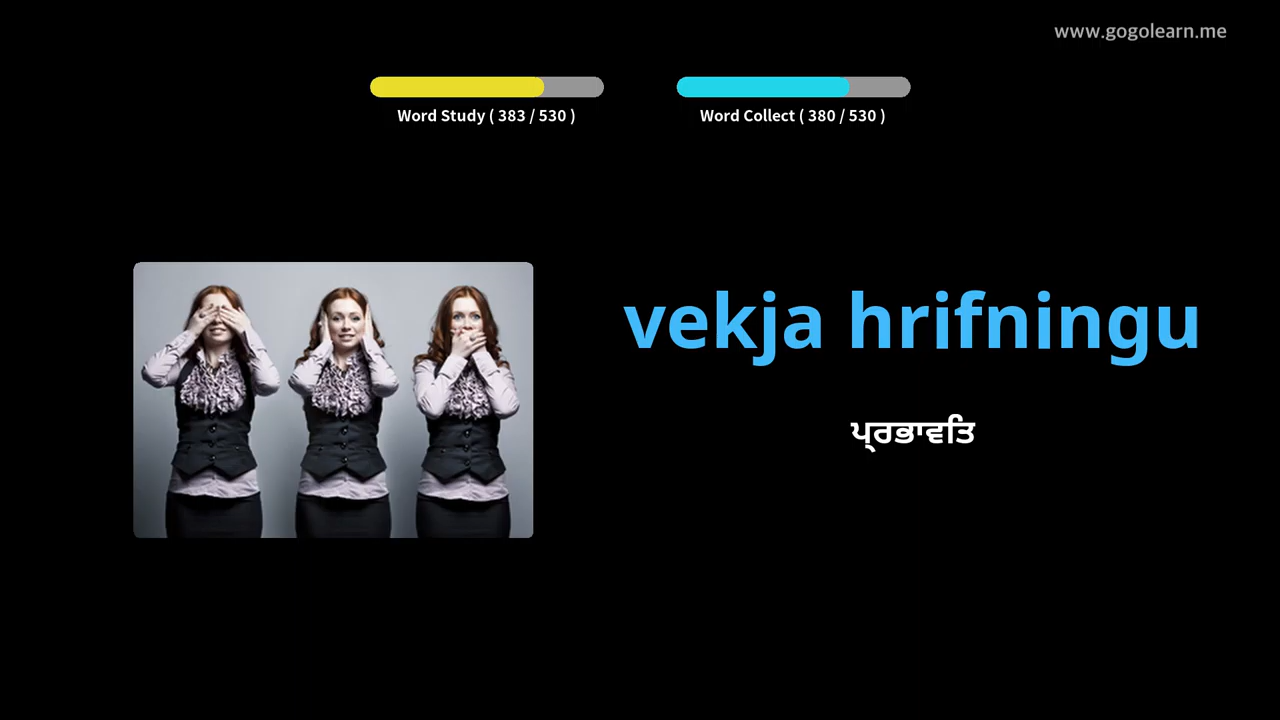 www.gogolearn.me
Word Study ( 383 / 530 )
Word Collect ( 380 / 530 )
vekja hrifningu
ਪ੍ਰਭਾਵਤਿ